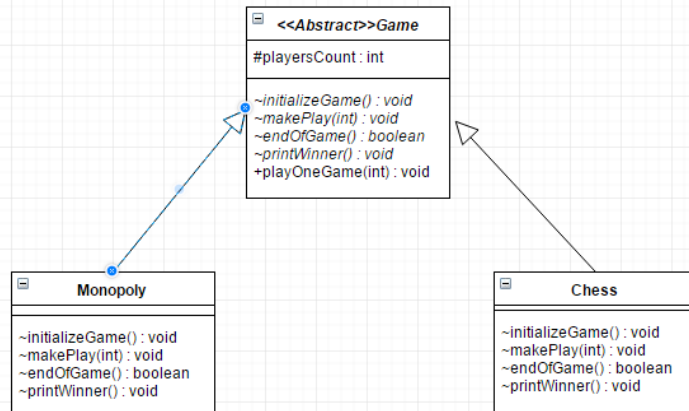 <<Abstract>>Game
#playersCount : int
~initializeGame() : void
~makePlay(int) : void
~endOfGame() : boolean
~printWinner() : void
+playOneGame(int) : void
Monopoly
~initializeGame() : void
~makePlay(int) : void
~endOfGame() : boolean
~printWinner() : void
Chess
~initializeGame() : void
~makePlay(int) : void
~endOfGame() : boolean
~printWinner() : void